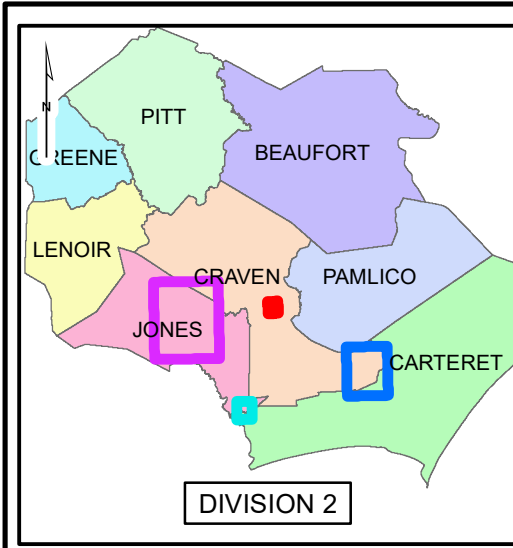 PITT
N
GREENE
BEAUFORT
LENOIR
CRAVEN
PAMLICO
JONES
CARTERET
DIVISION 2